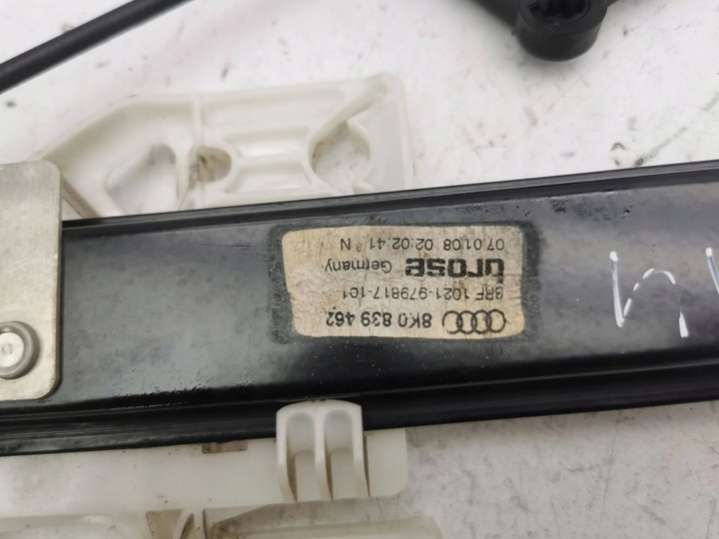 8K0 839 462
BRF 1021-979817-101
brose Germany
07.01.08 02:02:41 N